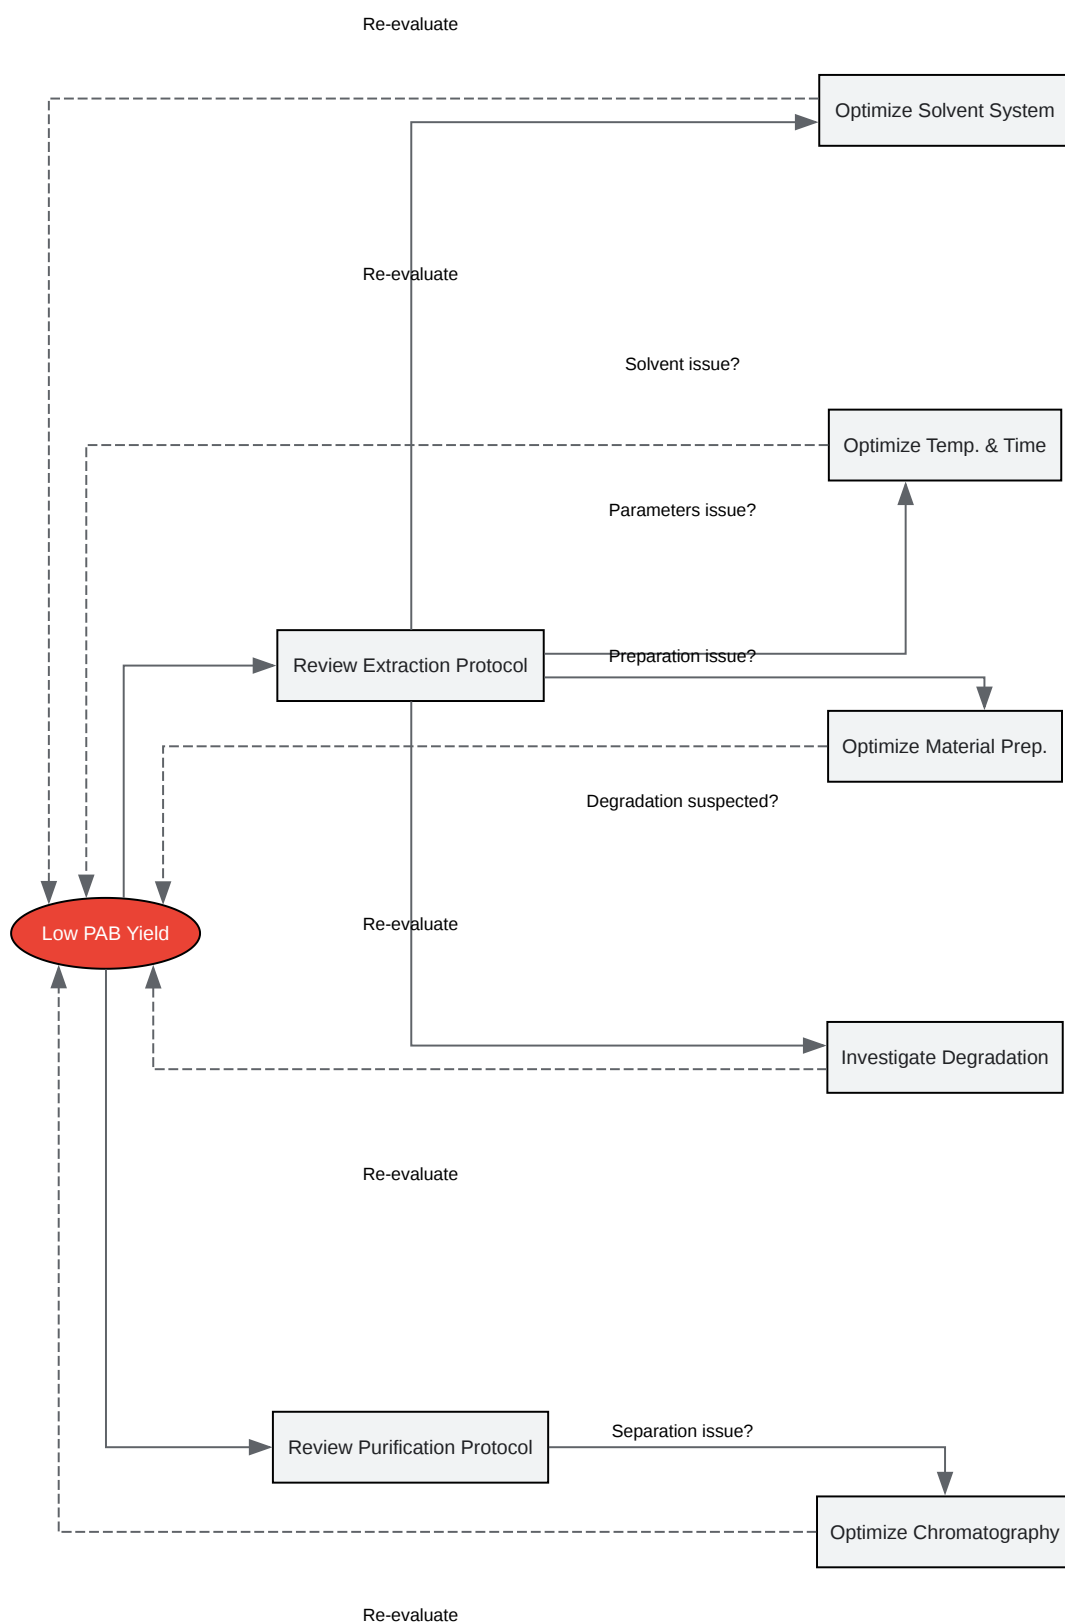 Re-evaluate
Optimize Solvent System
Re-evaluate
Solvent issue?
Optimize Temp. & Time
Parameters issue?
Preparation issue?
Review Extraction Protocol
Optimize Material Prep.
Degradation suspected?
Re-evaluate
Low PAB Yield
Investigate Degradation
Re-evaluate
Separation issue?
Review Purification Protocol
Optimize Chromatography
Re-evaluate